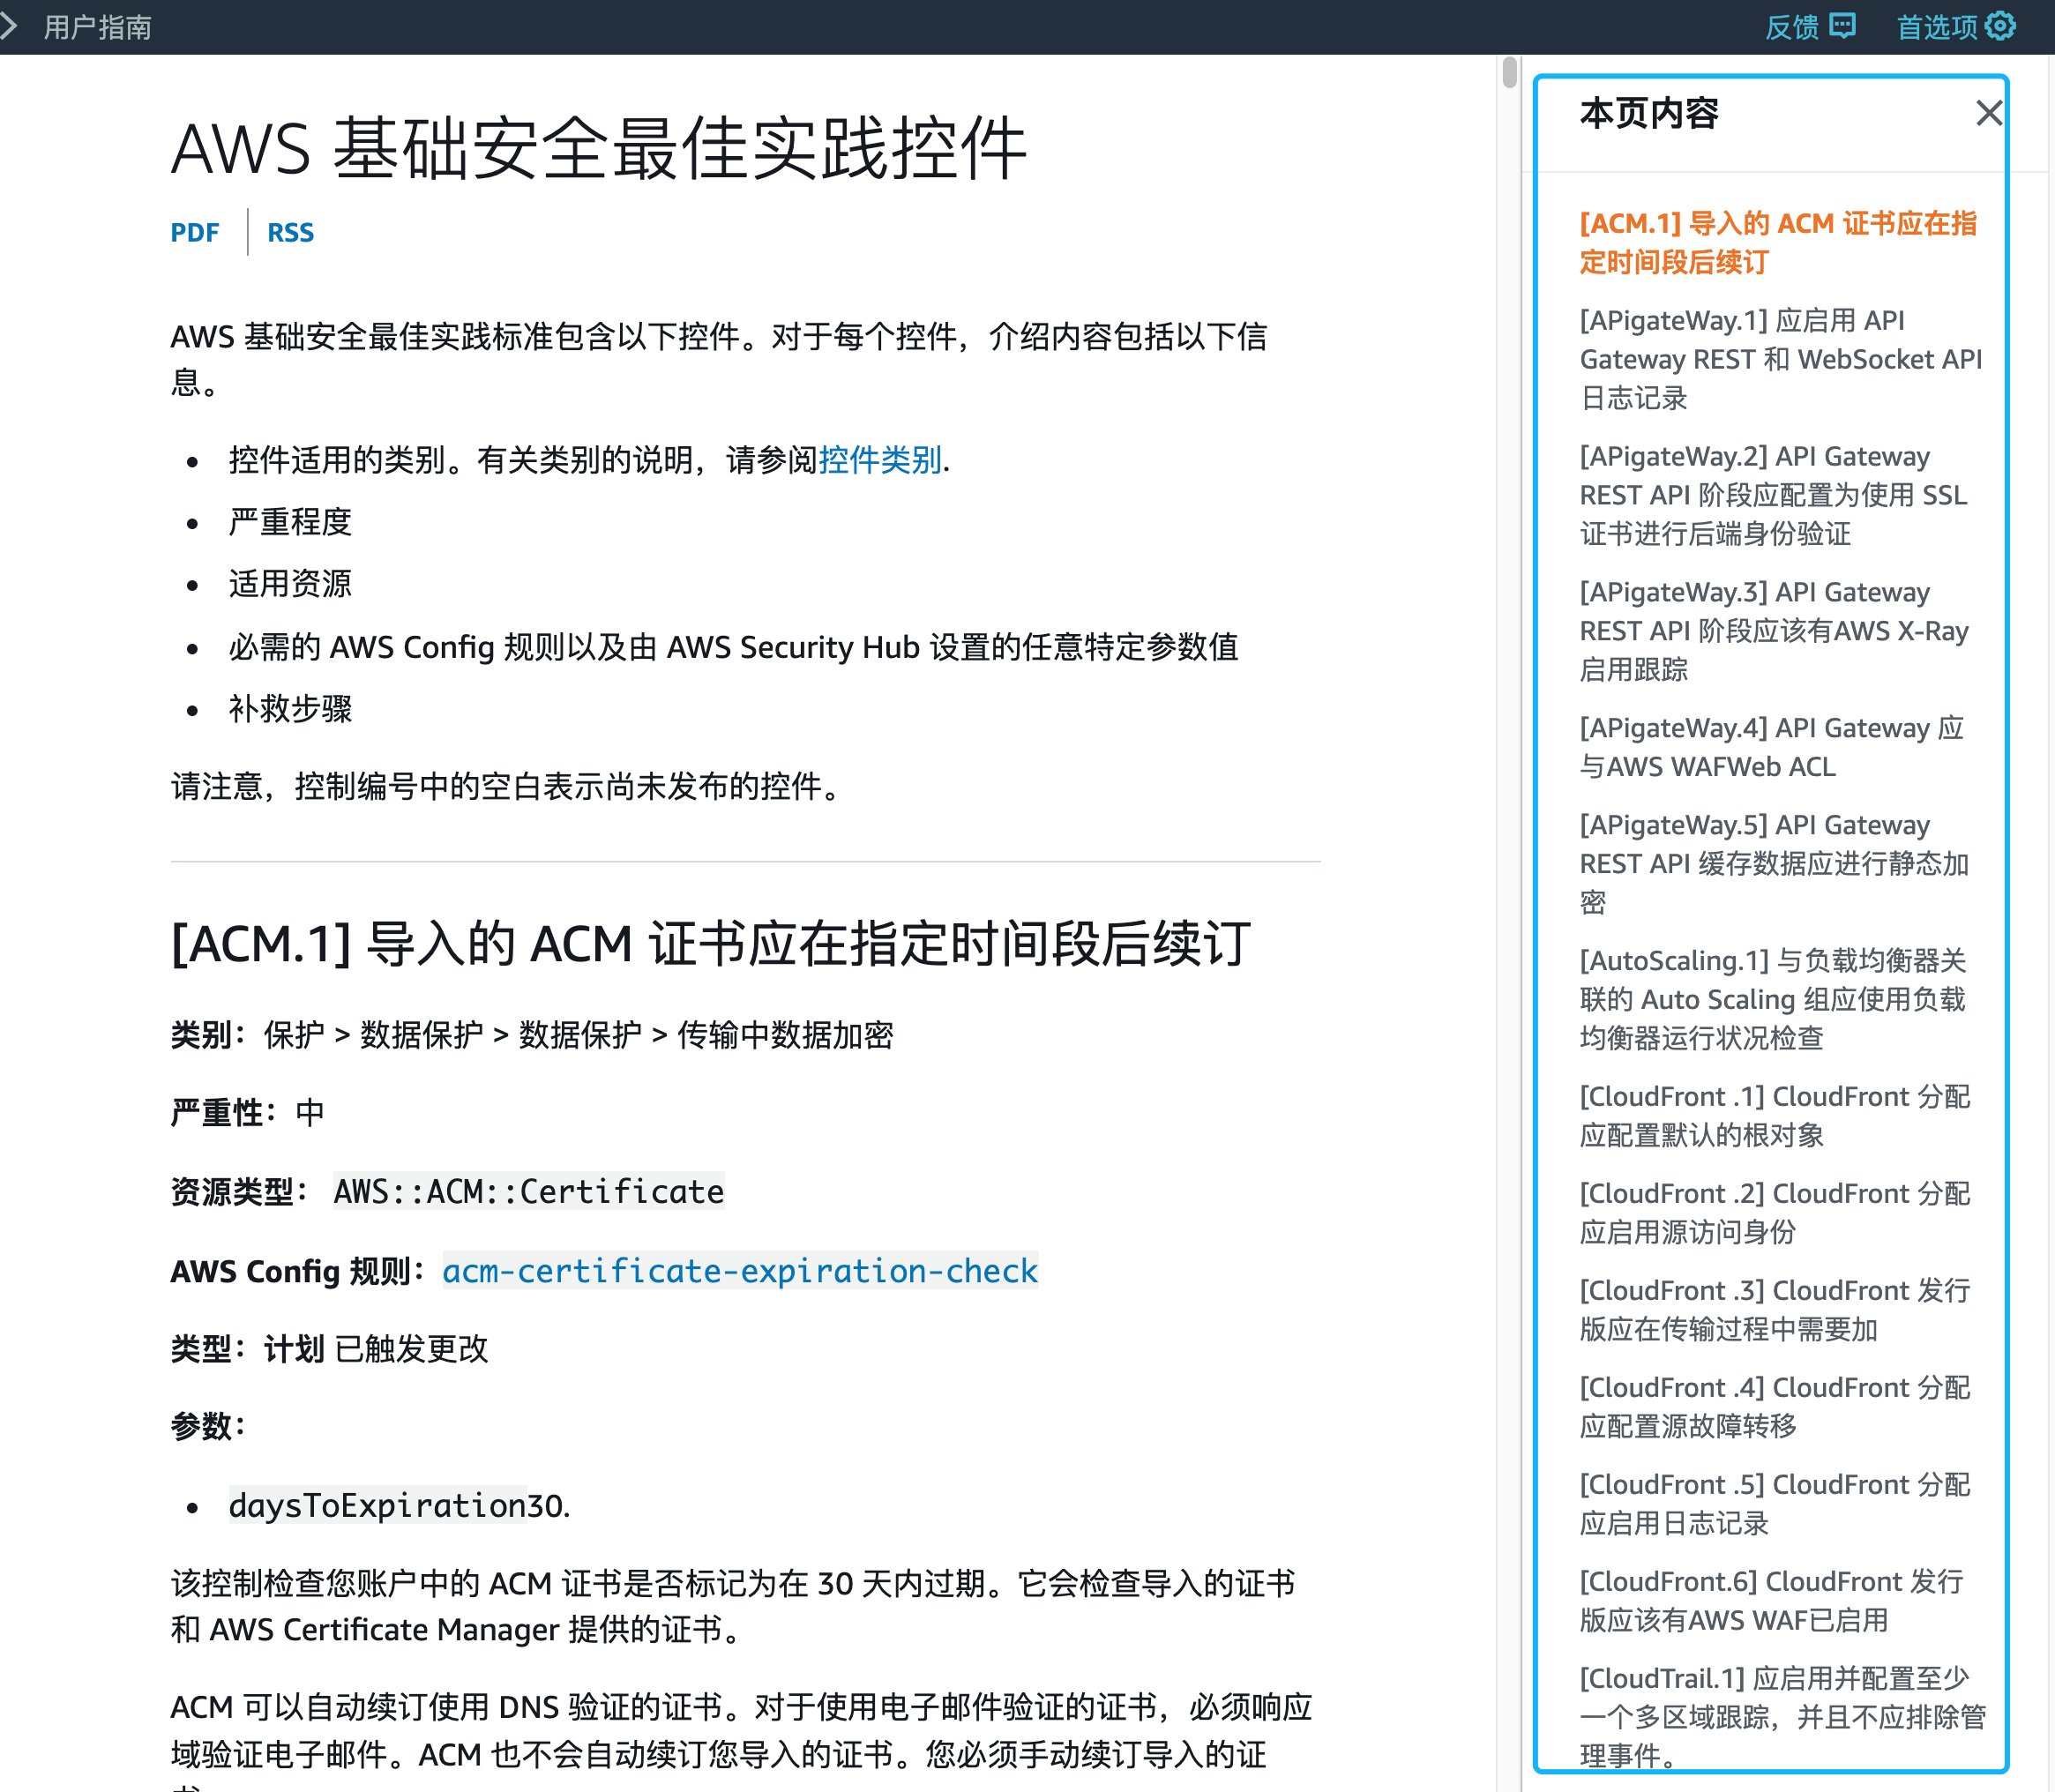 用户指南
反馈
首选项
AWS 基础安全最佳实践控件
PDF
RSS
AWS 基础安全最佳实践标准包含以下控件。对于每个控件，介绍内容包括以下信
息。
• 控件适用的类别。有关类别的说明，请参阅控件类别.
• 严重程度
• 适用资源
• 必需的 AWS Config 规则以及由 AWS Security Hub 设置的任意特定参数值
• 补救步骤
请注意，控制编号中的空白表示尚未发布的控件。
[ACM.1] 导入的 ACM 证书应在指定时间段后续订
类别：保护 > 数据保护 > 数据保护 > 传输中数据加密
严重性：中
资源类型： AWS::ACM::Certificate
AWS Config 规则：acm-certificate-expiration-check
类型：计划 已触发更改
参数：
• daysToExpiration30.
该控制检查您账户中的 ACM 证书是否标记为在 30 天内过期。它会检查导入的证书
和 AWS Certificate Manager 提供的证书。
ACM 可以自动续订使用 DNS 验证的证书。对于使用电子邮件验证的证书，必须响应
域验证电子邮件。ACM 也不会自动续订您导入的证书。您必须手动续订导入的证
本页内容
[ACM.1] 导入的 ACM 证书应在指
定时间段后续订
[APigateWay.1] 应启用 API
Gateway REST 和 WebSocket API
日志记录
[APigateWay.2] API Gateway
REST API 阶段应配置为使用 SSL
证书进行后端身份验证
[APigateWay.3] API Gateway
REST API 阶段应该有AWS X-Ray
启用跟踪
[APigateWay.4] API Gateway 应
与AWS WAFWeb ACL
[APigateWay.5] API Gateway
REST API 缓存数据应进行静态加
密
[AutoScaling.1] 与负载均衡器关
联的 Auto Scaling 组应使用负载
均衡器运行状况检查
[CloudFront .1] CloudFront 分配
应配置默认的根对象
[CloudFront .2] CloudFront 分配
应启用源访问身份
[CloudFront .3] CloudFront 发行
版应在传输过程中需要加
[CloudFront .4] CloudFront 分配
应配置源故障转移
[CloudFront .5] CloudFront 分配
应启用日志记录
[CloudFront.6] CloudFront 发行
版应该有AWS WAF已启用
[CloudTrail.1] 应启用并配置至少
一个多区域跟踪，并且不应排除管
理事件。